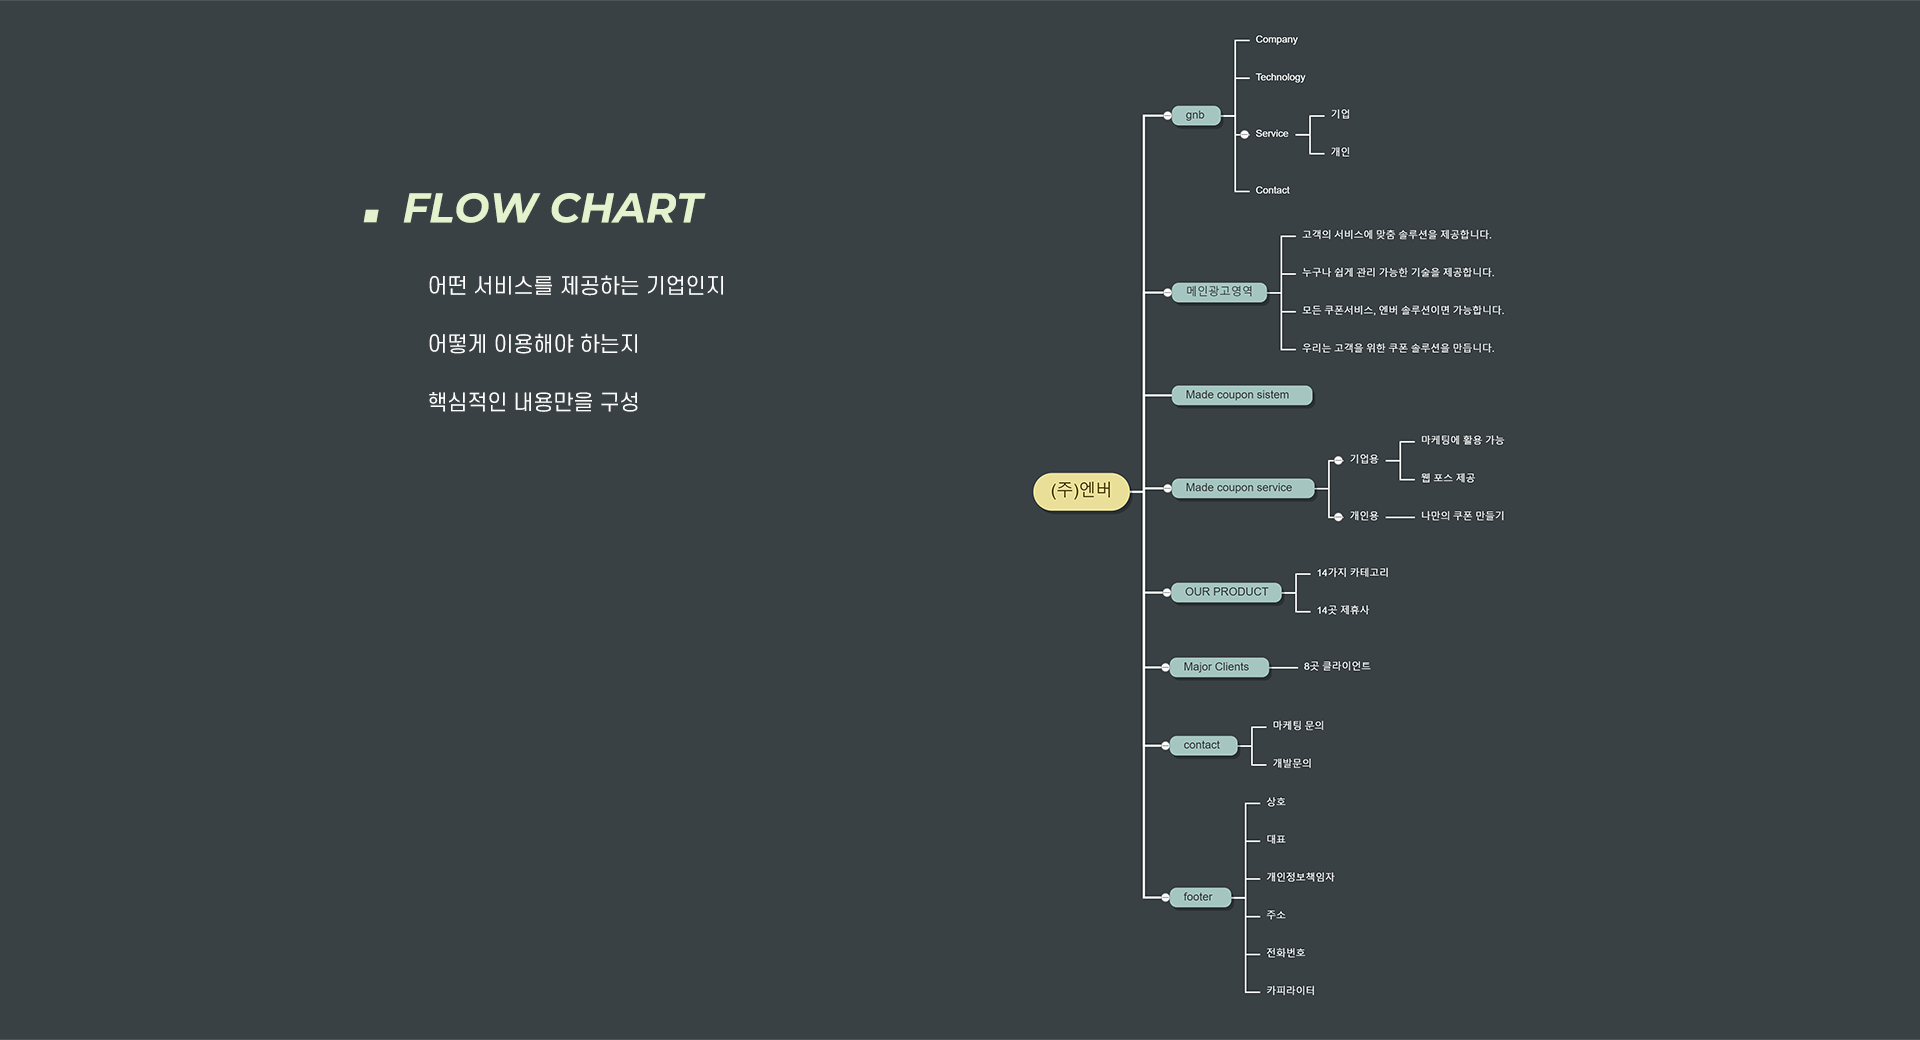 FLOW CHART
어떤 서비스를 제공하는 기업인지
어떻게 이용해야 하는지
핵심적인 내용만을 구성
(주)엔버
gnb
Company
Technology
Service
기업
개인
Contact
메인광고영역
고객의 서비스에 맞춤 솔루션을 제공합니다.
누구나 쉽게 관리 가능한 기술을 제공합니다.
모든 쿠폰서비스, 엔버 솔루션이면 가능합니다.
우리는 고객을 위한 쿠폰 솔루션을 만듭니다.
Made coupon sistem
Made coupon service
기업용
마케팅에 활용 가능
웹 포스 제공
개인용
나만의 쿠폰 만들기
OUR PRODUCT
14가지 카테고리
14곳 제휴사
Major Clients
8곳 클라이언트
contact
마케팅 문의
개발문의
footer
상호
대표
개인정보책임자
주소
전화번호
카피라이터